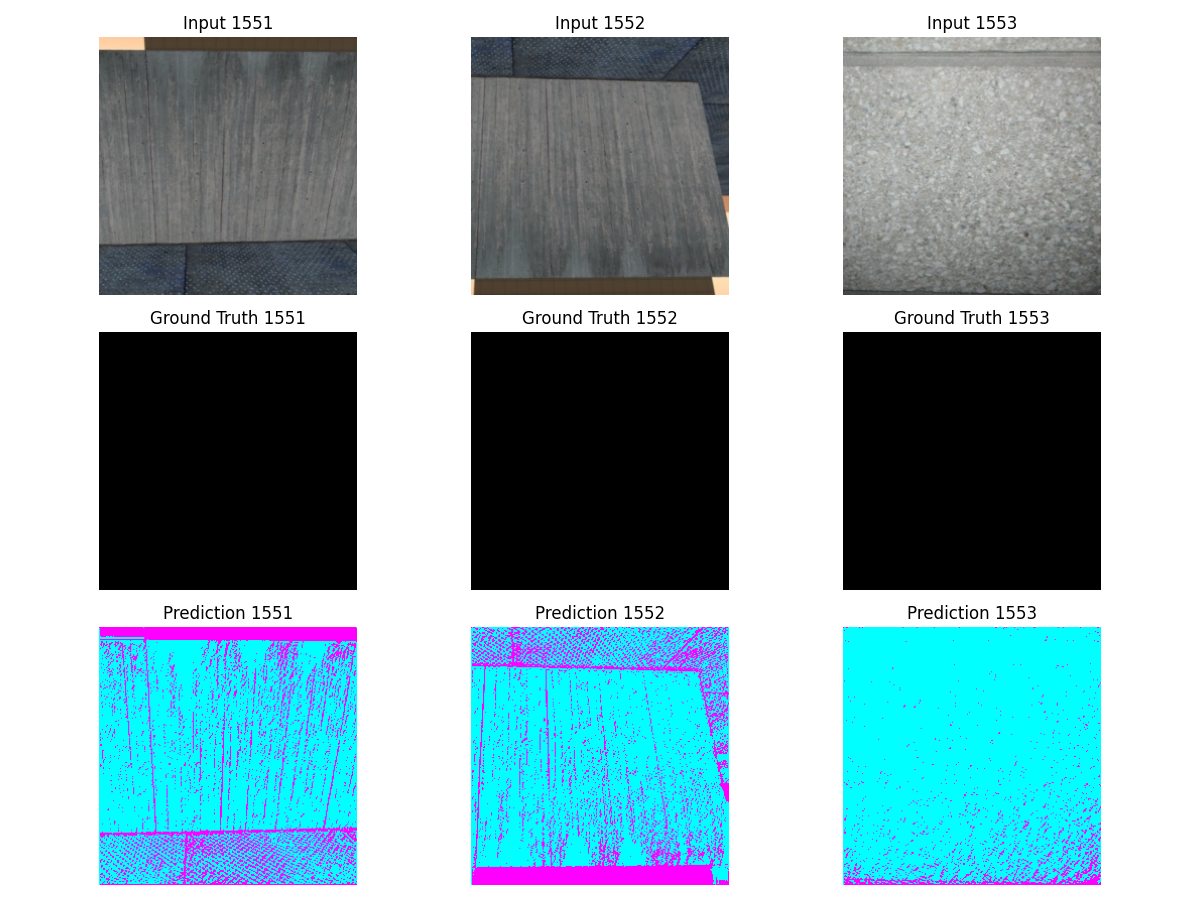 Input 1551
Input 1552
Input 1553
Ground Truth 1551
Ground Truth 1552
Ground Truth 1553
Prediction 1551
Prediction 1552
Prediction 1553